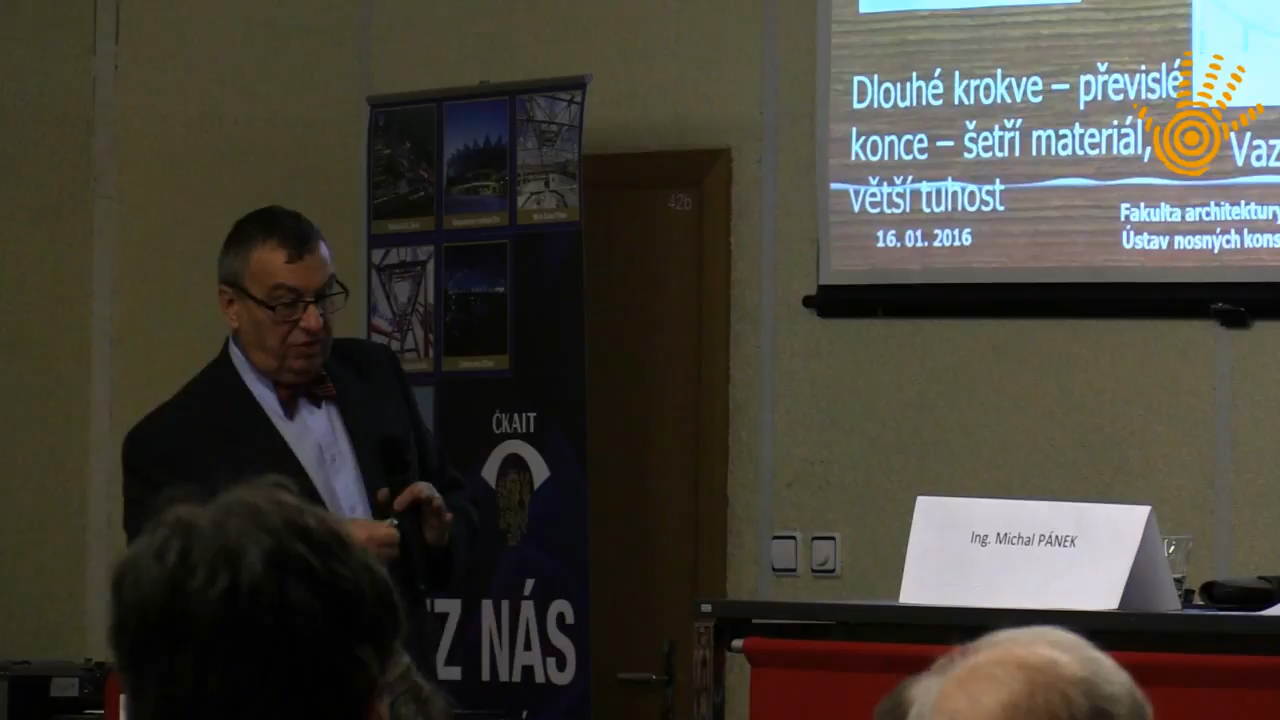 Dlouhé krokve – převislé
konce – šetří materiál,
větší tuhost
Vaz
16. 01. 2016
Fakulta architektury
Ústav nosných kons
42b
ČKAIT
Z NÁS
Ing. Michal PÁNEK